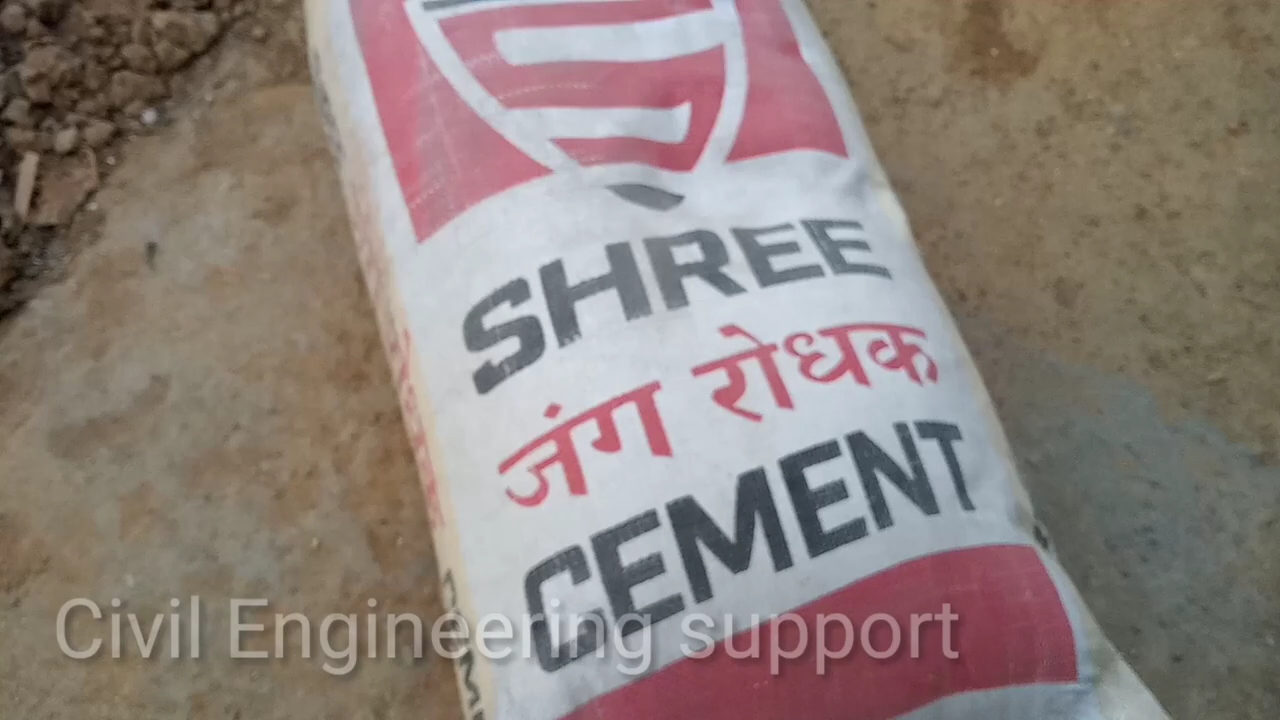 SHREE
जंग रोधक
CEMENT
Civil Engineering support